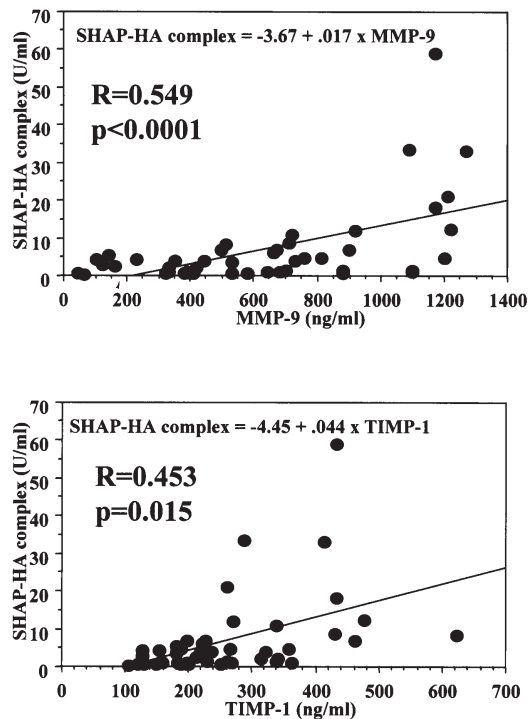 70
SHAP-HA complex = -3.67 + .017 x MMP-9
60
R=0.549
50
p<0.0001
40
30
20
10
0
SHAP-HA complex (U/ml)
0 200 400 600 800 1000 1200 1400
MMP-9 (ng/ml)
70
SHAP-HA complex = -4.45 + .044 x TIMP-1
60
R=0.453
50
p=0.015
40
30
20
10
0
SHAP-HA complex (U/ml)
0 100 200 300 400 500 600 700
TIMP-1 (ng/ml)